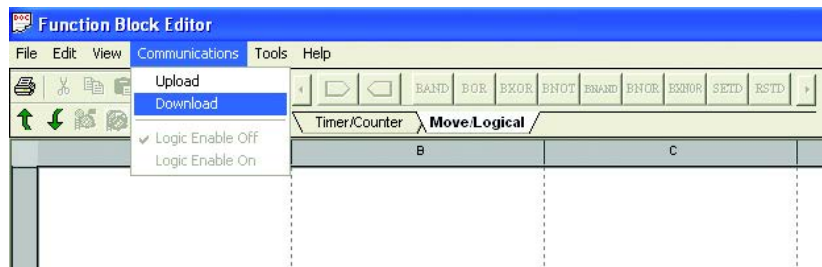 DOC Function Block Editor
File Edit View Communications Tools Help
Upload
BAND BOR BXOR BNOT BNAND BNOR BXNOR SETD RSTD
Download
Timer/Counter Move/Logical
Logic Enable Off
Logic Enable On
B C